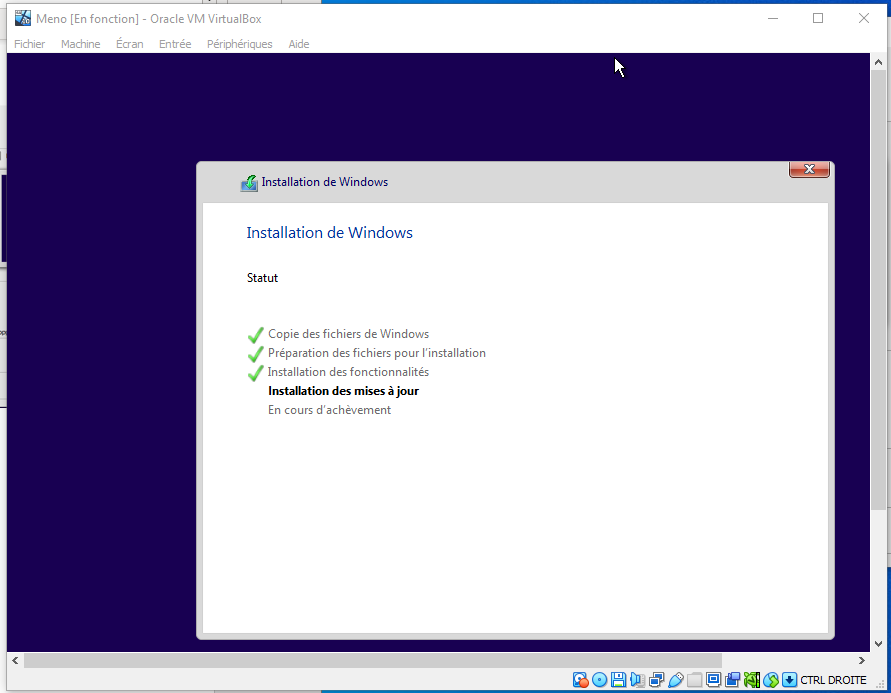 Meno [En fonction] - Oracle VM VirtualBox
Fichier Machine Écran Entrée Périphériques Aide
Installation de Windows
Installation de Windows
Statut
Copie des fichiers de Windows
Préparation des fichiers pour l'installation
Installation des fonctionnalités
Installation des mises à jour
En cours d'achèvement
CTRL DROITE